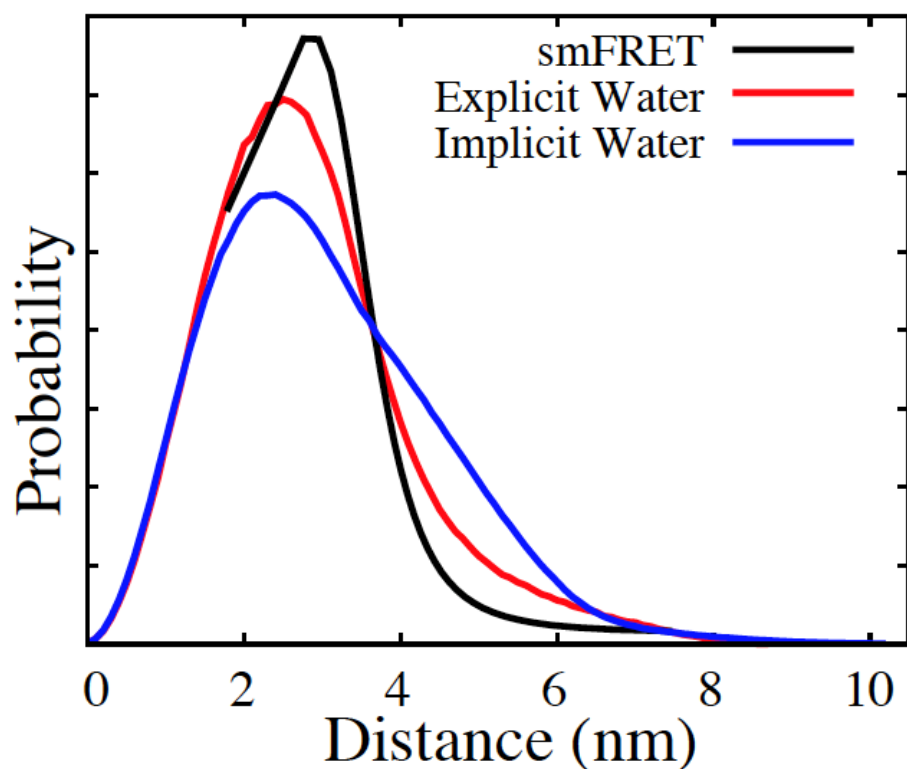 smFRET
Explicit Water
Implicit Water
Probability
0 2 4 6 8 10
Distance (nm)